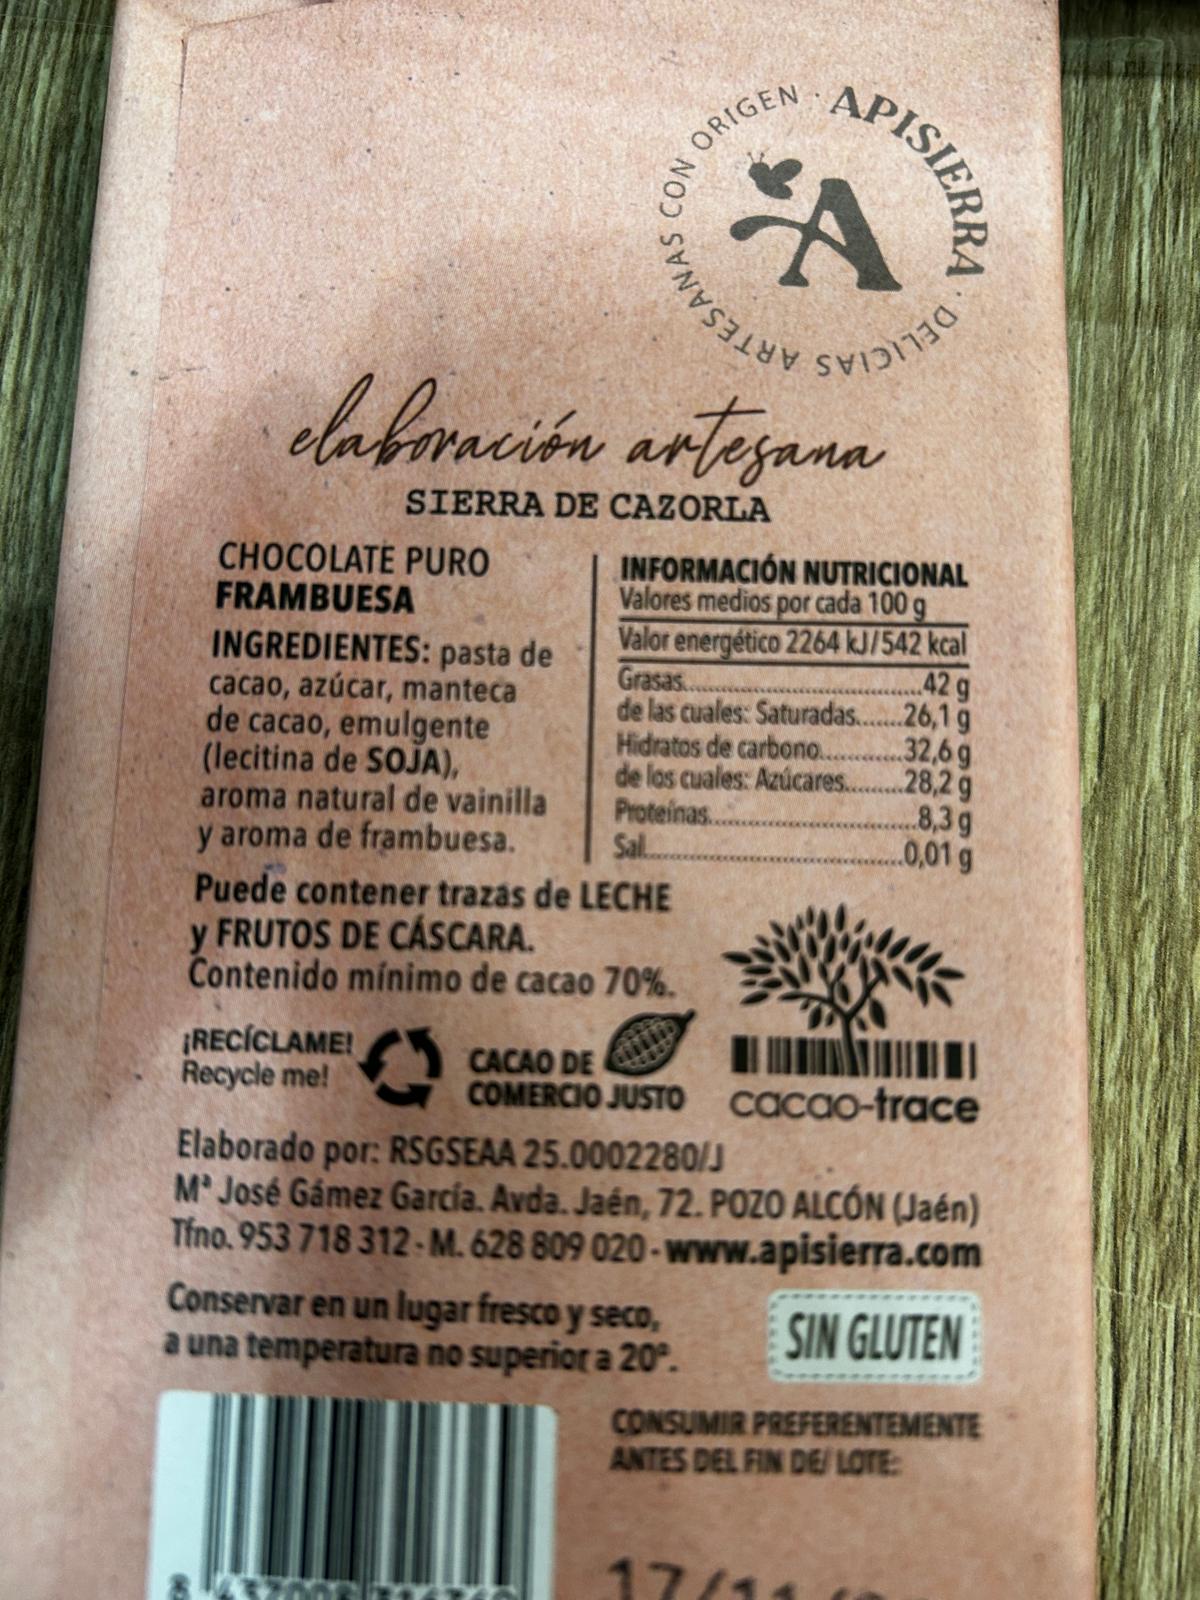 APISIERRA · DELICIAS ARTESANAS CON ORIGEN ·
A
elaboración artesana
SIERRA DE CAZORLA
CHOCOLATE PURO
FRAMBUESA
INGREDIENTES: pasta de
cacao, azúcar, manteca
de cacao, emulgente
(lecitina de SOJA),
aroma natural de vainilla
y aroma de frambuesa.
INFORMACIÓN NUTRICIONAL
Valores medios por cada 100 g
Valor energético 2264 kJ/542 kcal
Grasas..............................42 g
de las cuales: Saturadas.......26,1 g
Hidratos de carbono............32,6 g
de los cuales: Azúcares.........28,2 g
Proteínas..........................8,3 g
Sal................................0,01 g
Puede contener trazas de LECHE
y FRUTOS DE CÁSCARA.
Contenido mínimo de cacao 70%.
¡RECÍCLAME!
Recycle me!
CACAO DE
COMERCIO JUSTO
cacao-trace
Elaborado por: RSGSEAA 25.0002280/J
Mª José Gámez García. Avda. Jaén, 72. POZO ALCÓN (Jaén)
Tfno. 953 718 312 - M. 628 809 020 - www.apisierra.com
Conservar en un lugar fresco y seco,
a una temperatura no superior a 20º.
SIN GLUTEN
CONSUMIR PREFERENTEMENTE
ANTES DEL FIN DE/ LOTE:
17/11/